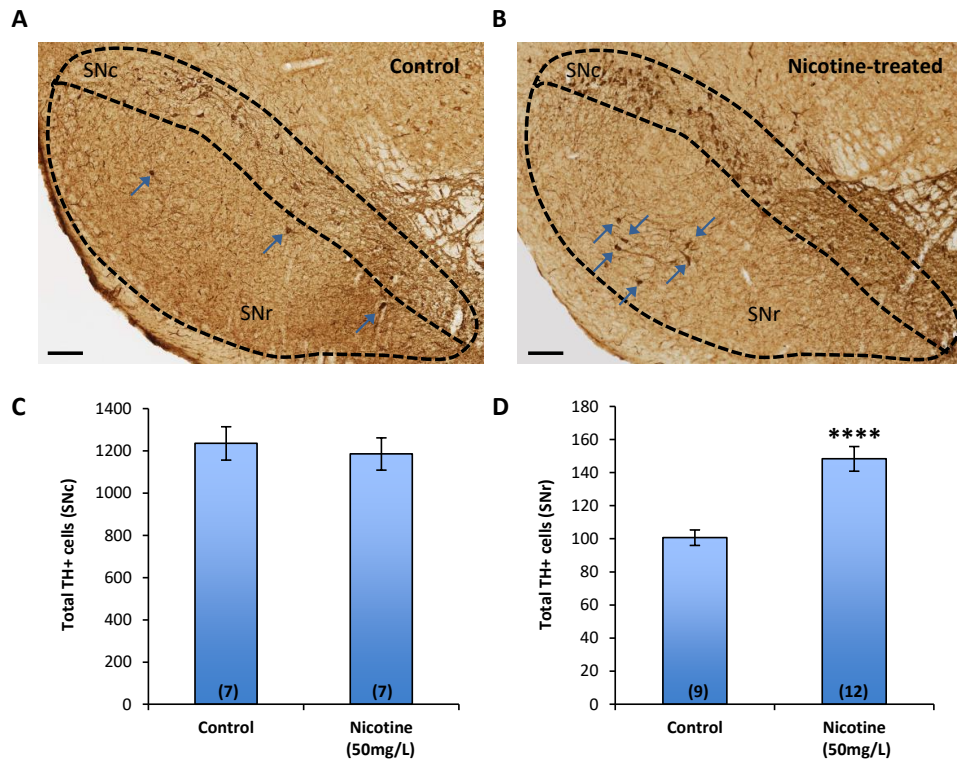 A
B
SNc
Control
SNr
SNc
Nicotine-treated
SNr
C
Total TH+ cells (SNc)
1400
1200
1000
800
600
400
200
0
(7)
(7)
Control
Nicotine
(50mg/L)
D
Total TH+ cells (SNr)
180
160
140
120
100
80
60
40
20
0
****
(9)
(12)
Control
Nicotine
(50mg/L)